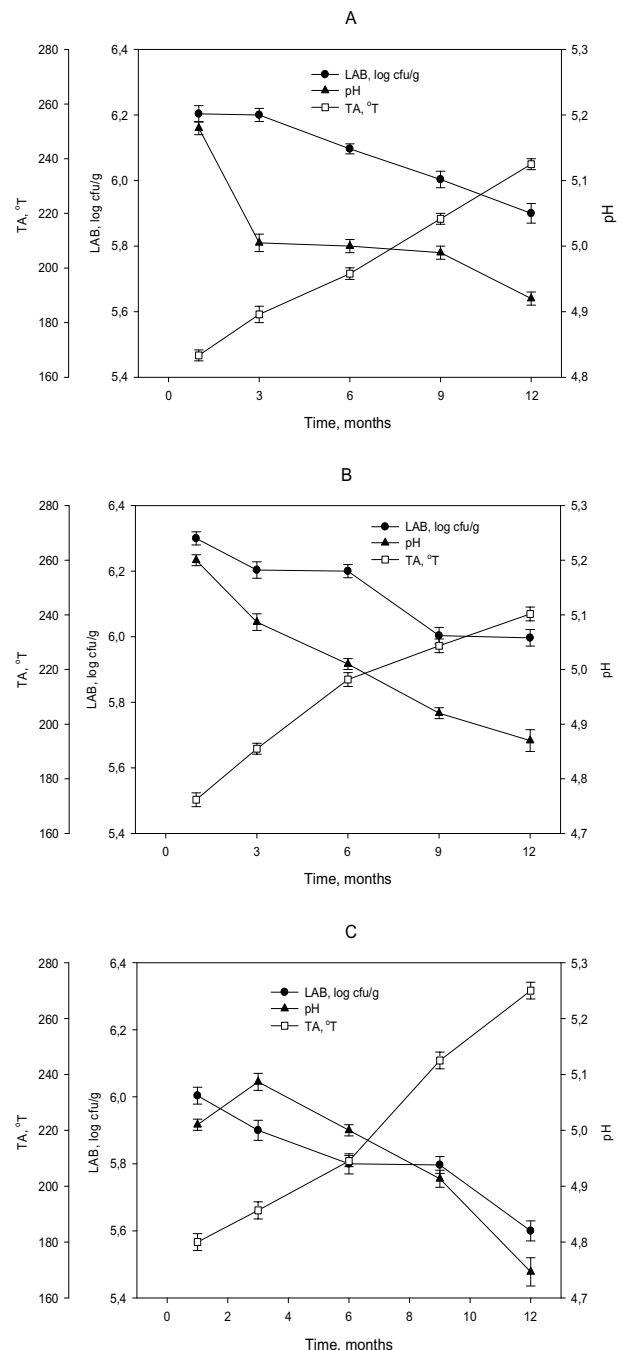 A
280
260
240
220
200
180
160
TA, °T
6,4
6,2
6,0
5,8
5,6
5,4
LAB, log cfu/g
LAB, log cfu/g
pH
TA, °T
5,3
5,2
5,1
5,0
4,9
4,8
pH
0 3 6 9 12
Time, months
B
280
260
240
220
200
180
160
TA, °T
6,4
6,2
6,0
5,8
5,6
5,4
LAB, log cfu/g
LAB, log cfu/g
pH
TA, °T
5,3
5,2
5,1
5,0
4,9
4,8
4,7
pH
0 3 6 9 12
Time, months
C
280
260
240
220
200
180
160
TA, °T
6,4
6,2
6,0
5,8
5,6
5,4
LAB, log cfu/g
LAB, log cfu/g
pH
TA, °T
5,3
5,2
5,1
5,0
4,9
4,8
4,7
pH
0 2 4 6 8 10 12
Time, months